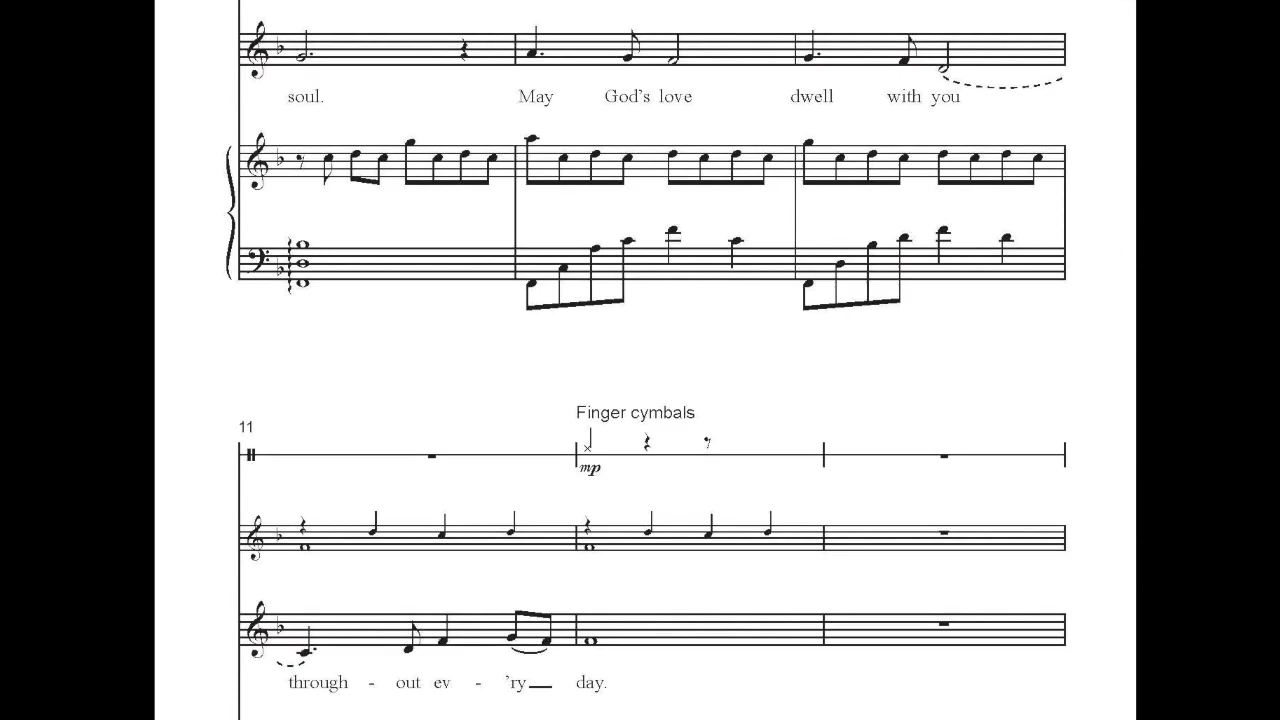 soul. May God's love dwell with you
Finger cymbals
11
mp
through - out ev - 'ry day.